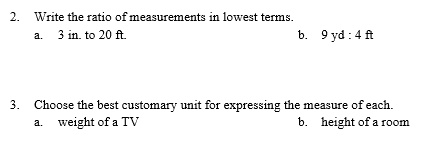 2. Write the ratio of measurements in lowest terms.
a. 3 in. to 20 ft. b. 9 yd : 4 ft
3. Choose the best customary unit for expressing the measure of each.
a. weight of a TV b. height of a room